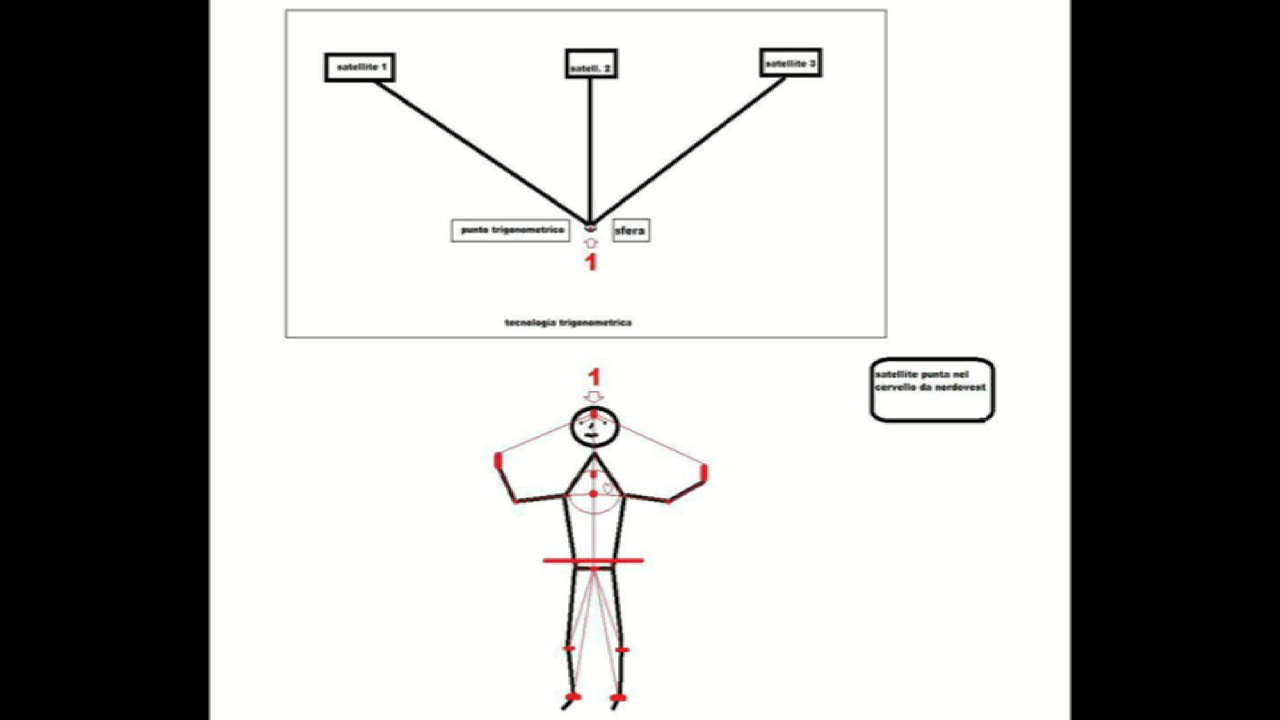 satellite 1
satell. 2
satellite 3
punto trigonometrico
sfera
1
tecnologia trigonometrica
1
satellite punta nel
cervello da nordovest